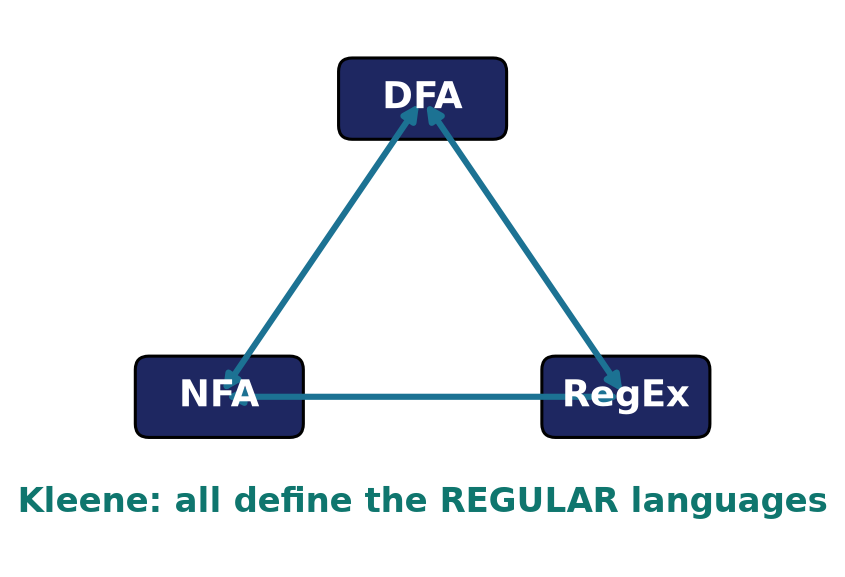 DFA
NFA
RegEx
Kleene: all define the REGULAR languages